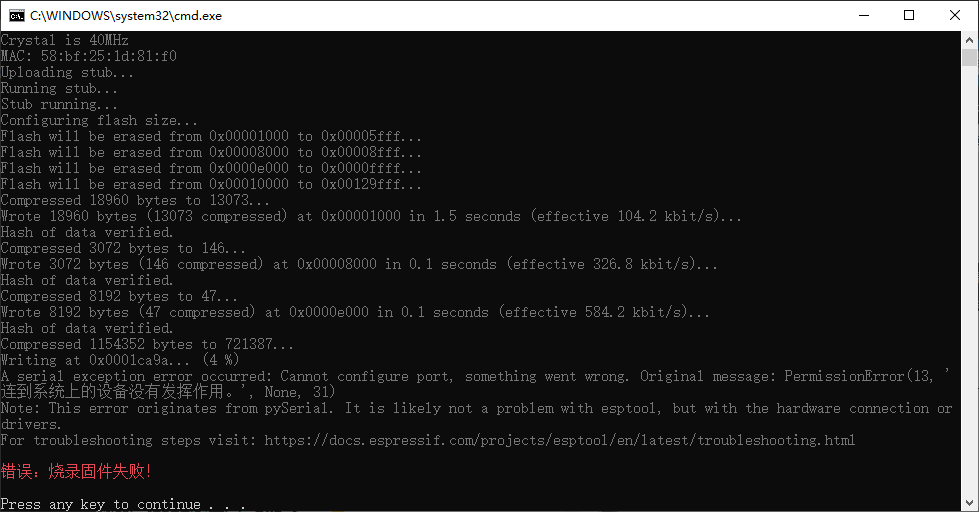 C:\WINDOWS\system32\cmd.exe
Crystal is 40MHz
MAC: 58:bf:25:1d:81:f0
Uploading stub...
Running stub...
Stub running...
Configuring flash size...
Flash will be erased from 0x00001000 to 0x00005fff...
Flash will be erased from 0x00008000 to 0x00008fff...
Flash will be erased from 0x0000e000 to 0x0000ffff...
Flash will be erased from 0x00010000 to 0x00129fff...
Compressed 18960 bytes to 13073...
Wrote 18960 bytes (13073 compressed) at 0x00001000 in 1.5 seconds (effective 104.2 kbit/s)...
Hash of data verified.
Compressed 3072 bytes to 146...
Wrote 3072 bytes (146 compressed) at 0x00008000 in 0.1 seconds (effective 326.8 kbit/s)...
Hash of data verified.
Compressed 8192 bytes to 47...
Wrote 8192 bytes (47 compressed) at 0x0000e000 in 0.1 seconds (effective 584.2 kbit/s)...
Hash of data verified.
Compressed 1154352 bytes to 721387...
Writing at 0x0001ca9a... (4 %)
A serial exception error occurred: Cannot configure port, something went wrong. Original message: PermissionError(13, '
连到系统上的设备没有发挥作用。', None, 31)
Note: This error originates from pySerial. It is likely not a problem with esptool, but with the hardware connection or
drivers.
For troubleshooting steps visit: https://docs.espressif.com/projects/esptool/en/latest/troubleshooting.html
错误：烧录固件失败！
Press any key to continue . . .